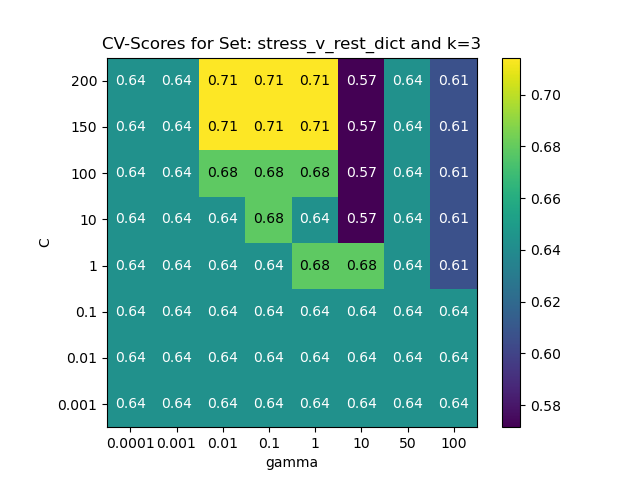 CV-Scores for Set: stress_v_rest_dict and k=3
200 0.64 0.64 0.71 0.71 0.71 0.57 0.64 0.61
150 0.64 0.64 0.71 0.71 0.71 0.57 0.64 0.61
100 0.64 0.64 0.68 0.68 0.68 0.57 0.64 0.61
10 0.64 0.64 0.64 0.68 0.64 0.57 0.64 0.61
1 0.64 0.64 0.64 0.64 0.68 0.68 0.64 0.61
0.1 0.64 0.64 0.64 0.64 0.64 0.64 0.64 0.64
0.01 0.64 0.64 0.64 0.64 0.64 0.64 0.64 0.64
0.001 0.64 0.64 0.64 0.64 0.64 0.64 0.64 0.64
0.0001 0.001 0.01 0.1 1 10 50 100
gamma
C
0.70
0.68
0.66
0.64
0.62
0.60
0.58